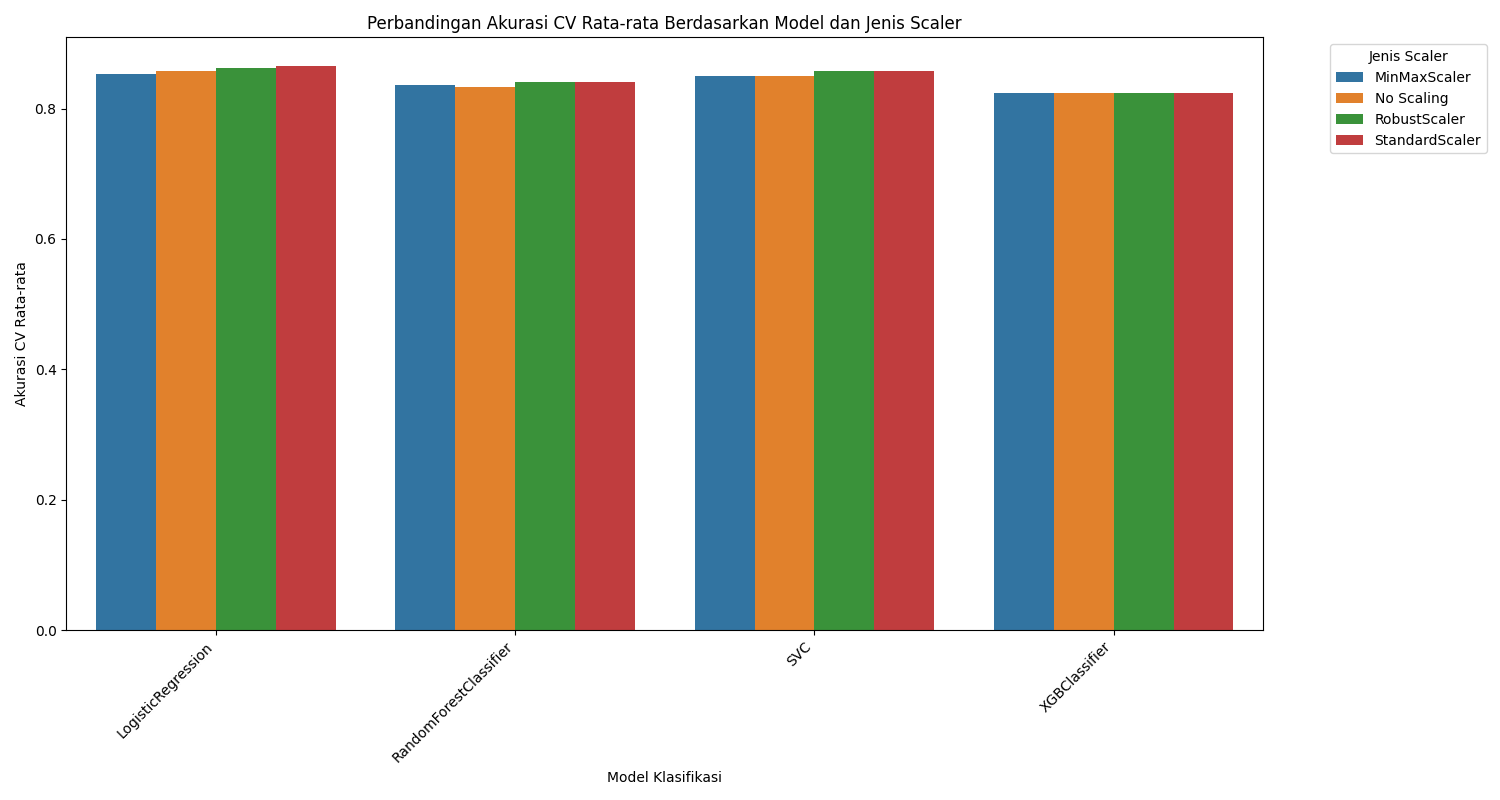 Perbandingan Akurasi CV Rata-rata Berdasarkan Model dan Jenis Scaler
Jenis Scaler
MinMaxScaler
No Scaling
RobustScaler
StandardScaler
Akurasi CV Rata-rata
0.8
0.6
0.4
0.2
0.0
LogisticRegression
RandomForestClassifier
SVC
XGBClassifier
Model Klasifikasi